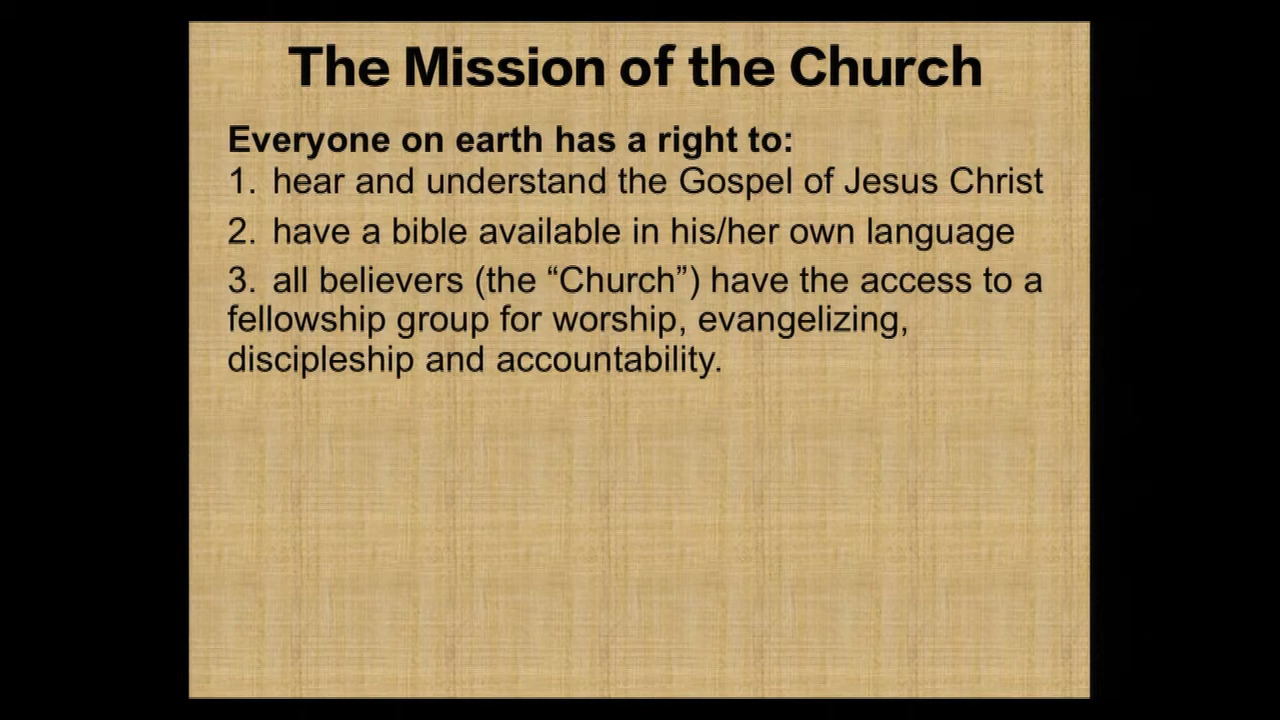 The Mission of the Church
Everyone on earth has a right to:
1. hear and understand the Gospel of Jesus Christ
2. have a bible available in his/her own language
3. all believers (the “Church”) have the access to a
fellowship group for worship, evangelizing,
discipleship and accountability.